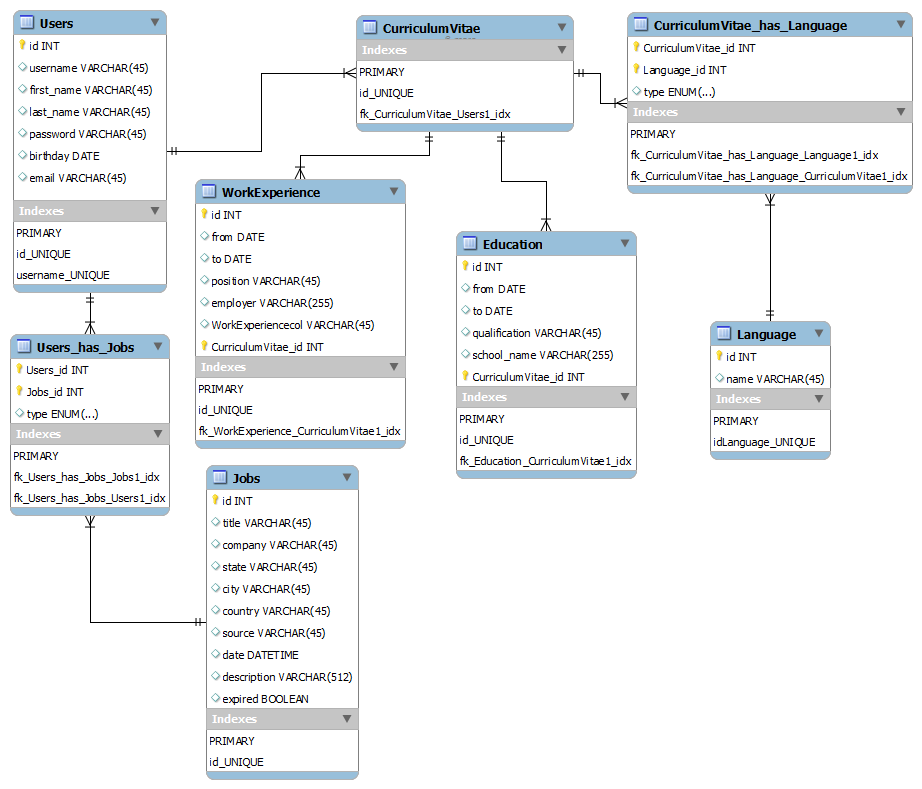 Users
id INT
username VARCHAR(45)
first_name VARCHAR(45)
last_name VARCHAR(45)
password VARCHAR(45)
birthday DATE
email VARCHAR(45)
Indexes
PRIMARY
id_UNIQUE
username_UNIQUE
CurriculumVitae
Indexes
PRIMARY
id_UNIQUE
fk_CurriculumVitae_Users1_idx
CurriculumVitae_has_Language
CurriculumVitae_id INT
Language_id INT
type ENUM(...)
Indexes
PRIMARY
fk_CurriculumVitae_has_Language_Language1_idx
fk_CurriculumVitae_has_Language_CurriculumVitae1_idx
WorkExperience
id INT
from DATE
to DATE
position VARCHAR(45)
employer VARCHAR(255)
WorkExperiencecol VARCHAR(45)
CurriculumVitae_id INT
Indexes
PRIMARY
id_UNIQUE
fk_WorkExperience_CurriculumVitae1_idx
Education
id INT
from DATE
to DATE
qualification VARCHAR(45)
school_name VARCHAR(255)
CurriculumVitae_id INT
Indexes
PRIMARY
id_UNIQUE
fk_Education_CurriculumVitae1_idx
Language
id INT
name VARCHAR(45)
Indexes
PRIMARY
idLanguage_UNIQUE
Users_has_Jobs
Users_id INT
Jobs_id INT
type ENUM(...)
Indexes
PRIMARY
fk_Users_has_Jobs_Jobs1_idx
fk_Users_has_Jobs_Users1_idx
Jobs
id INT
title VARCHAR(45)
company VARCHAR(45)
state VARCHAR(45)
city VARCHAR(45)
country VARCHAR(45)
source VARCHAR(45)
date DATETIME
description VARCHAR(512)
expired BOOLEAN
Indexes
PRIMARY
id_UNIQUE